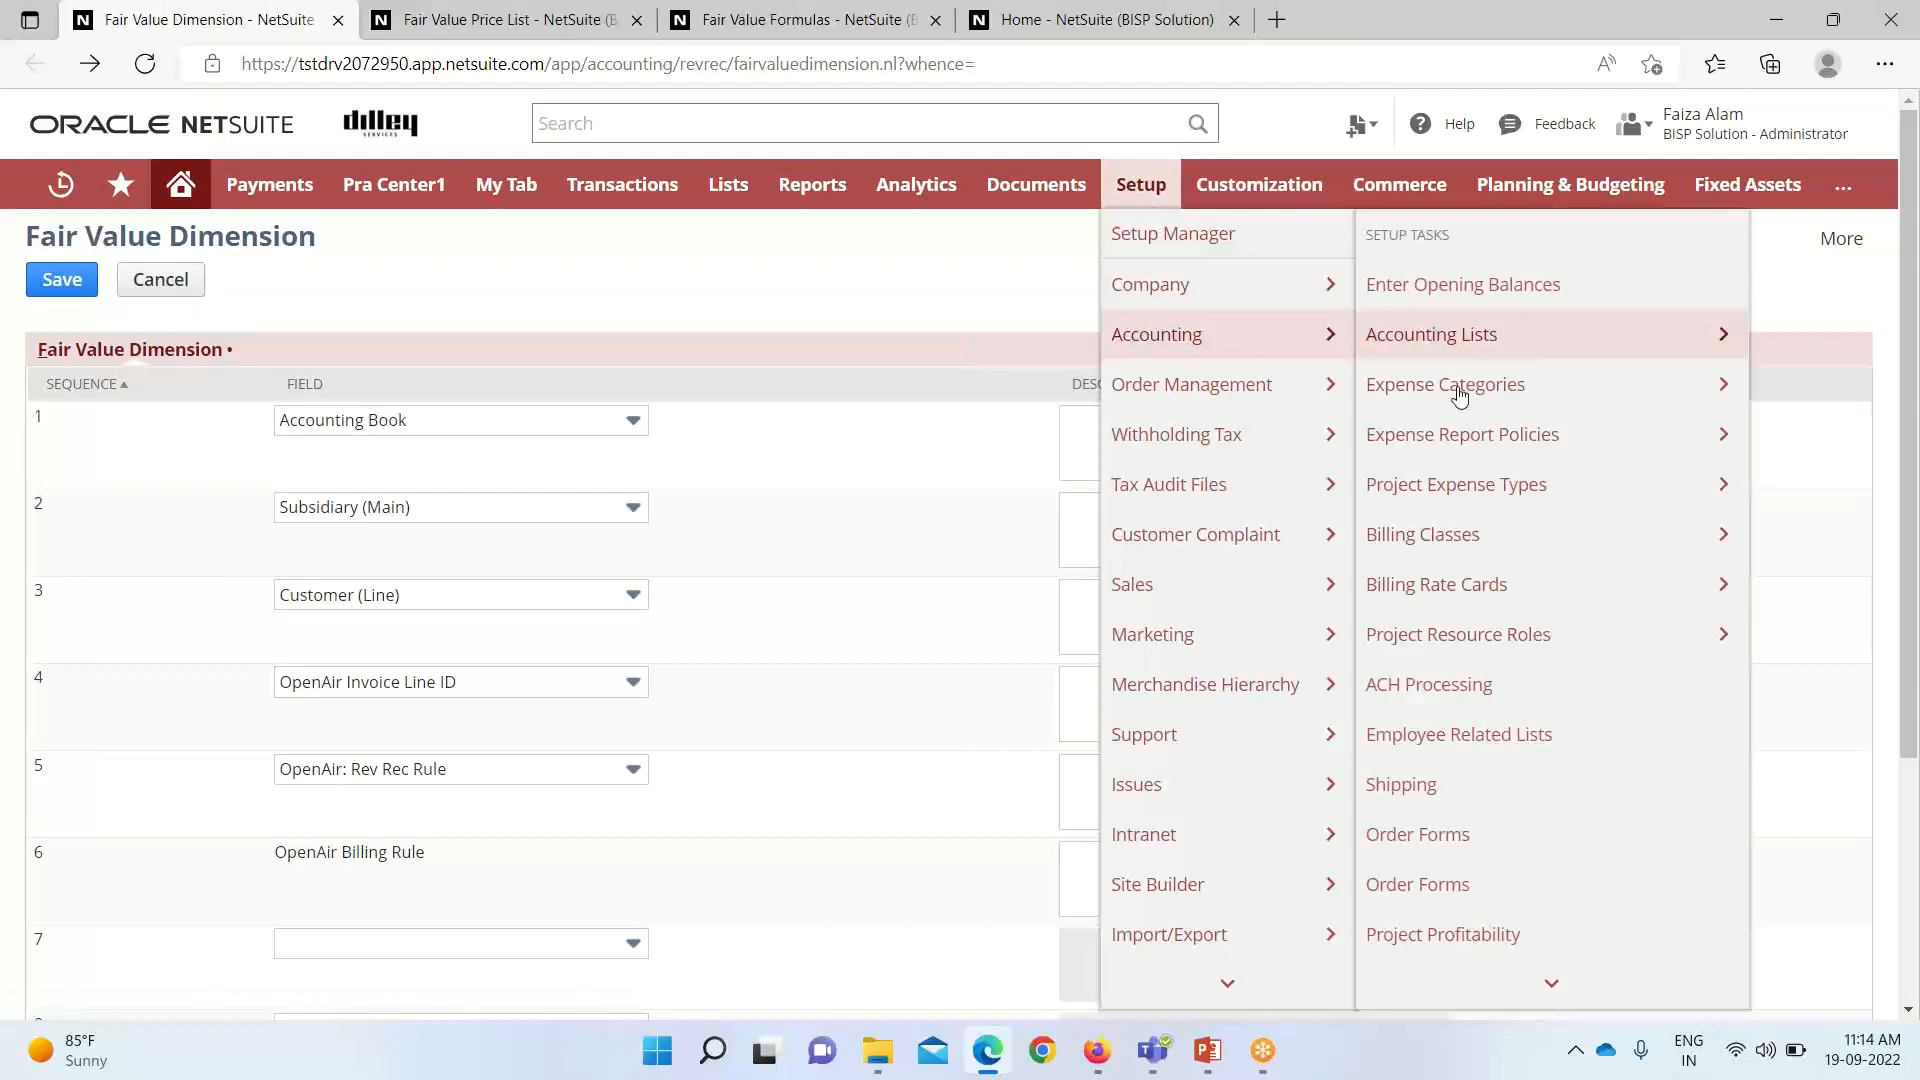 Fair Value Dimension - NetSuite
Fair Value Price List - NetSuite (B
Fair Value Formulas - NetSuite (B
Home - NetSuite (BISP Solution)
https://tstdrv2072950.app.netsuite.com/app/accounting/revrec/fairvaluedimension.nl?whence=
ORACLE NETSUITE
dilley
SERVICES
Search
Help
Feedback
Faiza Alam
BISP Solution - Administrator
Payments
Pra Center1
My Tab
Transactions
Lists
Reports
Analytics
Documents
Setup
Customization
Commerce
Planning & Budgeting
Fixed Assets
...
Fair Value Dimension
More
Save
Cancel
Fair Value Dimension •
SEQUENCE
FIELD
DESC
1
Accounting Book
2
Subsidiary (Main)
3
Customer (Line)
4
OpenAir Invoice Line ID
5
OpenAir: Rev Rec Rule
6
OpenAir Billing Rule
7
Setup Manager
Company
Accounting
Order Management
Withholding Tax
Tax Audit Files
Customer Complaint
Sales
Marketing
Merchandise Hierarchy
Support
Issues
Intranet
Site Builder
Import/Export
SETUP TASKS
Enter Opening Balances
Accounting Lists
Expense Categories
Expense Report Policies
Project Expense Types
Billing Classes
Billing Rate Cards
Project Resource Roles
ACH Processing
Employee Related Lists
Shipping
Order Forms
Order Forms
Project Profitability
85°F
Sunny
ENG
IN
11:14 AM
19-09-2022